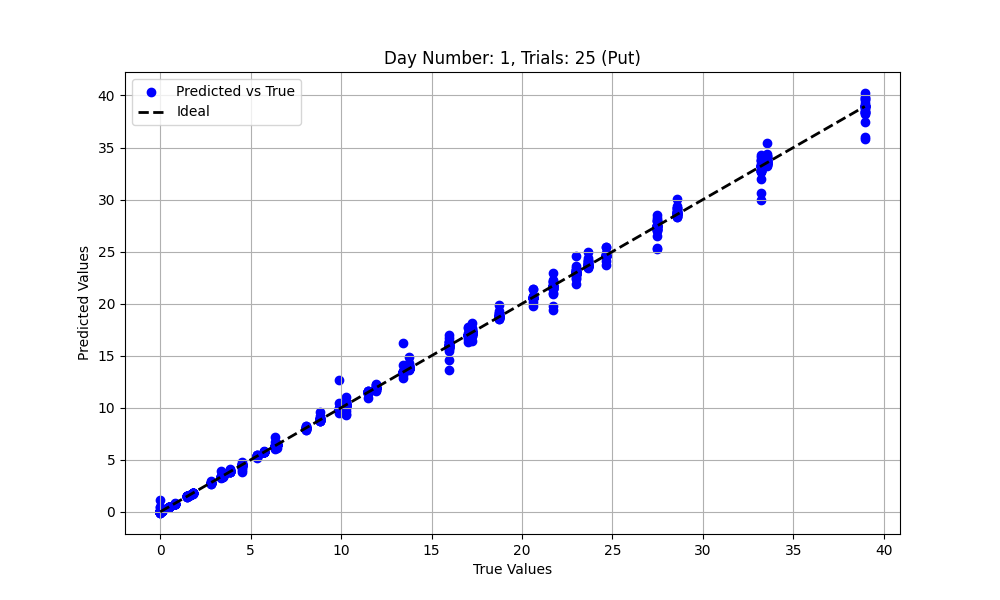 Day Number: 1, Trials: 25 (Put)
Predicted vs True
Ideal
Predicted Values
40
35
30
25
20
15
10
5
0
0 5 10 15 20 25 30 35 40
True Values